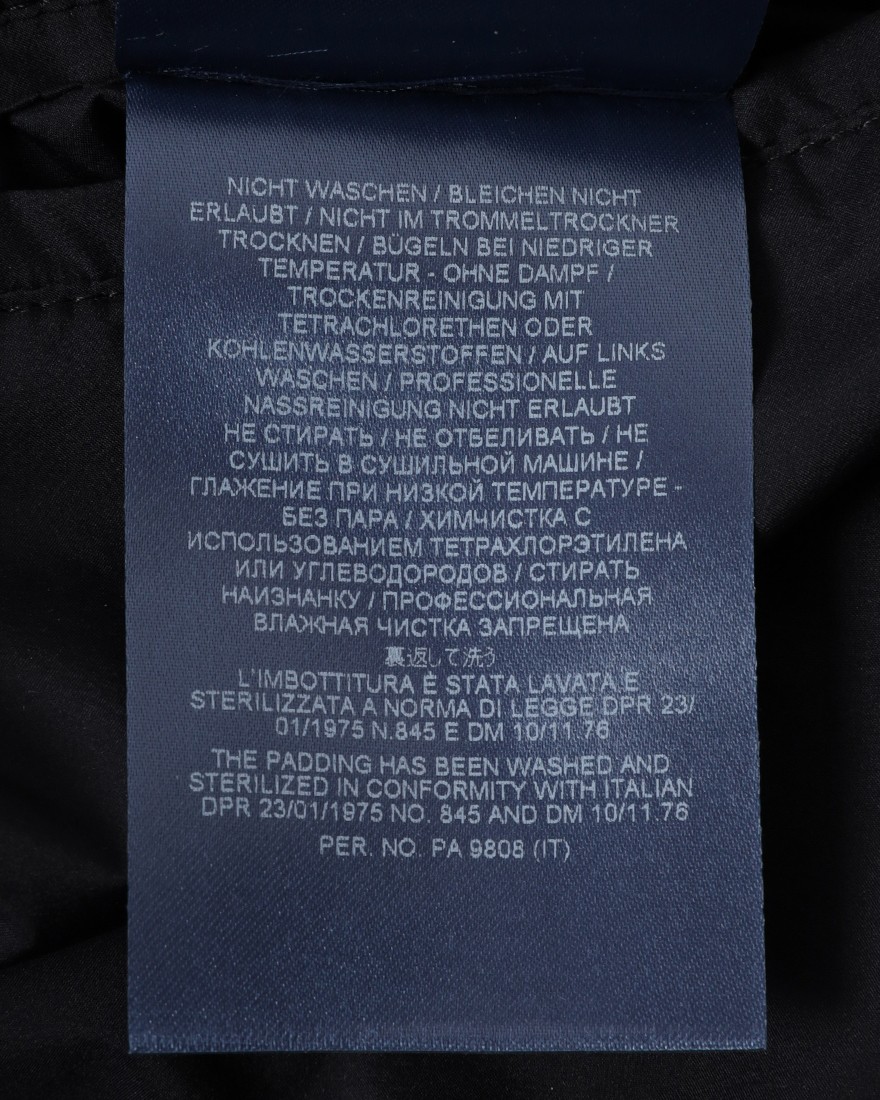 NICHT WASCHEN / BLEICHEN NICHT
ERLAUBT / NICHT IM TROMMELTROCKNER
TROCKNEN / BÜGELN BEI NIEDRIGER
TEMPERATUR - OHNE DAMPF /
TROCKENREINIGUNG MIT
TETRACHLORETHEN ODER
KOHLENWASSERSTOFFEN / AUF LINKS
WASCHEN / PROFESSIONELLE
NASSREINIGUNG NICHT ERLAUBT
НЕ СТИРАТЬ / НЕ ОТБЕЛИВАТЬ / НЕ
СУШИТЬ В СУШИЛЬНОЙ МАШИНЕ /
ГЛАЖЕНИЕ ПРИ НИЗКОЙ ТЕМПЕРАТУРЕ -
БЕЗ ПАРА / ХИМЧИСТКА С
ИСПОЛЬЗОВАНИЕМ ТЕТРАХЛОРЭТИЛЕНА
ИЛИ УГЛЕВОДОРОДОВ / СТИРАТЬ
НАИЗНАНКУ / ПРОФЕССИОНАЛЬНАЯ
ВЛАЖНАЯ ЧИСТКА ЗАПРЕЩЕНА
裏返して洗う
L'IMBOTTITURA È STATA LAVATA E
STERILIZZATA A NORMA DI LEGGE DPR 23/
01/1975 N.845 E DM 10/11.76
THE PADDING HAS BEEN WASHED AND
STERILIZED IN CONFORMITY WITH ITALIAN
DPR 23/01/1975 NO. 845 AND DM 10/11.76
PER. NO. PA 9808 (IT)